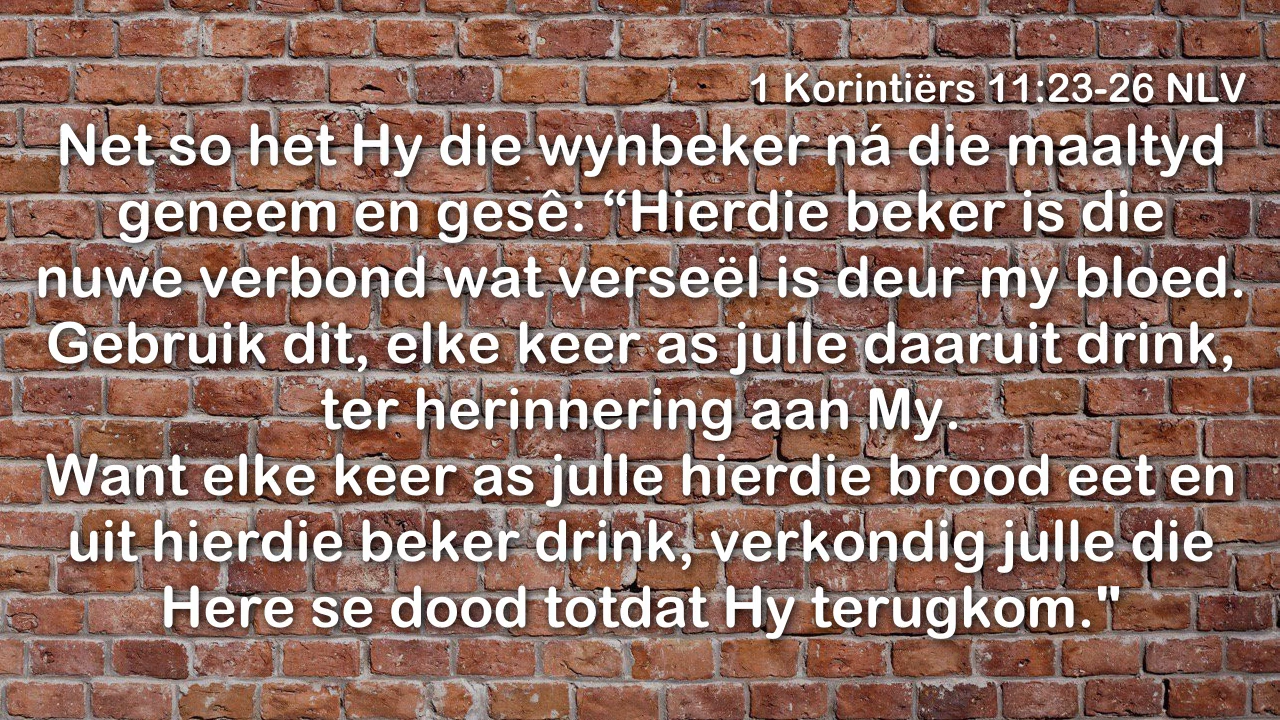 1 Korintiërs 11:23-26 NLV
Net so het Hy die wynbeker ná die maaltyd
geneem en gesê: “Hierdie beker is die
nuwe verbond wat verseël is deur my bloed.
Gebruik dit, elke keer as julle daaruit drink,
ter herinnering aan My.
Want elke keer as julle hierdie brood eet en
uit hierdie beker drink, verkondig julle die
Here se dood totdat Hy terugkom."